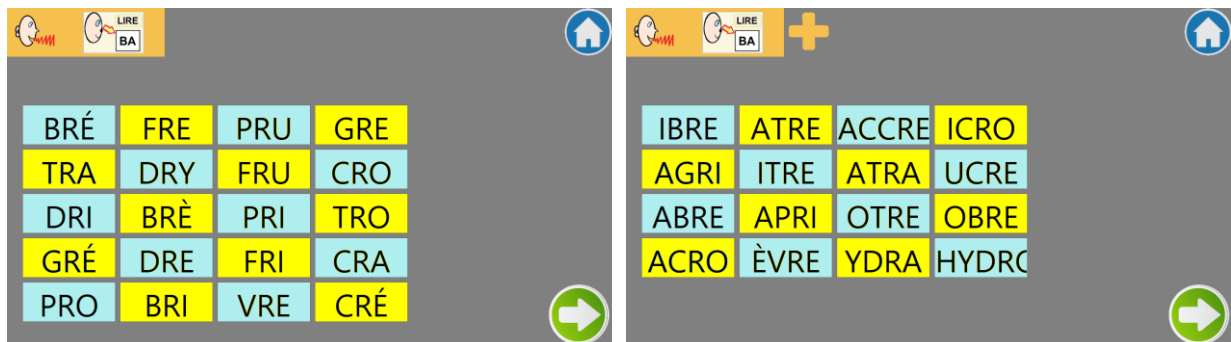 LIRE
BA
BRÉ FRE PRU GRE
TRA DRY FRU CRO
DRI BRÈ PRI TRO
GRÉ DRE FRI CRA
PRO BRI VRE CRÉ
LIRE
BA
IBRE ATRE ACCRE ICRO
AGRI ITRE ATRA UCRE
ABRE APRI OTRE OBRE
ACRO ÈVRE YDRA HYDRO